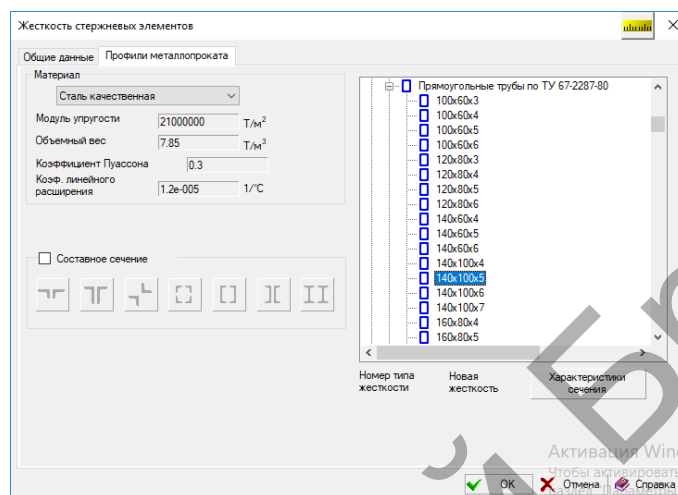 Жесткость стержневых элементов
Общие данные
Профили металлопроката
Материал
Сталь качественная
Модуль упругости
21000000
Т/м²
Объемный вес
7.85
Т/м³
Коэффициент Пуассона
0.3
Коэф. линейного
расширения
1.2e-005
1/°C
Составное сечение
Прямоугольные трубы по ТУ 67-2287-80
100x60x3
100x60x4
100x60x5
100x60x6
120x80x3
120x80x4
120x80x5
120x80x6
140x60x4
140x60x5
140x60x6
140x100x4
140x100x5
140x100x6
140x100x7
160x80x4
160x80x5
Номер типа
жесткости
Новая
жесткость
Характеристики
сечения
Активация Win
Чтобы активировать
раздел "Параметры
OK
Отмена
Справка